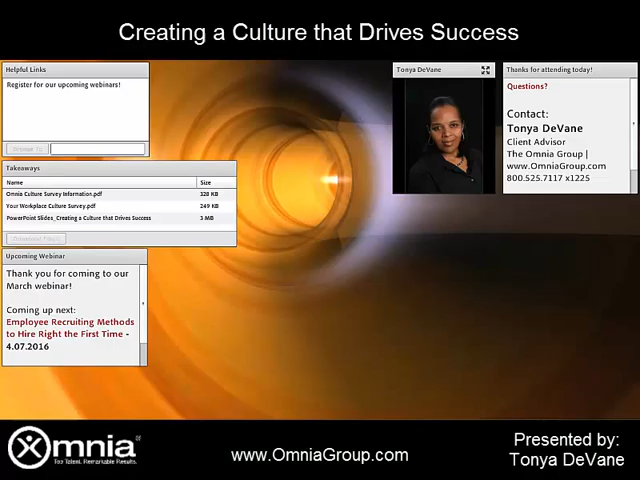 Creating a Culture that Drives Success
Helpful Links
Register for our upcoming webinars!
Browse To
Takeaways
Name Size
Omnia Culture Survey Information.pdf 328 KB
Your Workplace Culture Survey.pdf 249 KB
PowerPoint Slides_Creating a Culture that Drives Success 3 MB
Upcoming Webinar
Thank you for coming to our
March webinar!
Coming up next:
Employee Recruiting Methods
to Hire Right the First Time -
4.07.2016
Tonya DeVane
Thanks for attending today!
Questions?
Contact:
Tonya DeVane
Client Advisor
The Omnia Group |
www.OmniaGroup.com
800.525.7117 x1225
Omnia
Top Talent. Remarkable Results.
www.OmniaGroup.com
Presented by:
Tonya DeVane